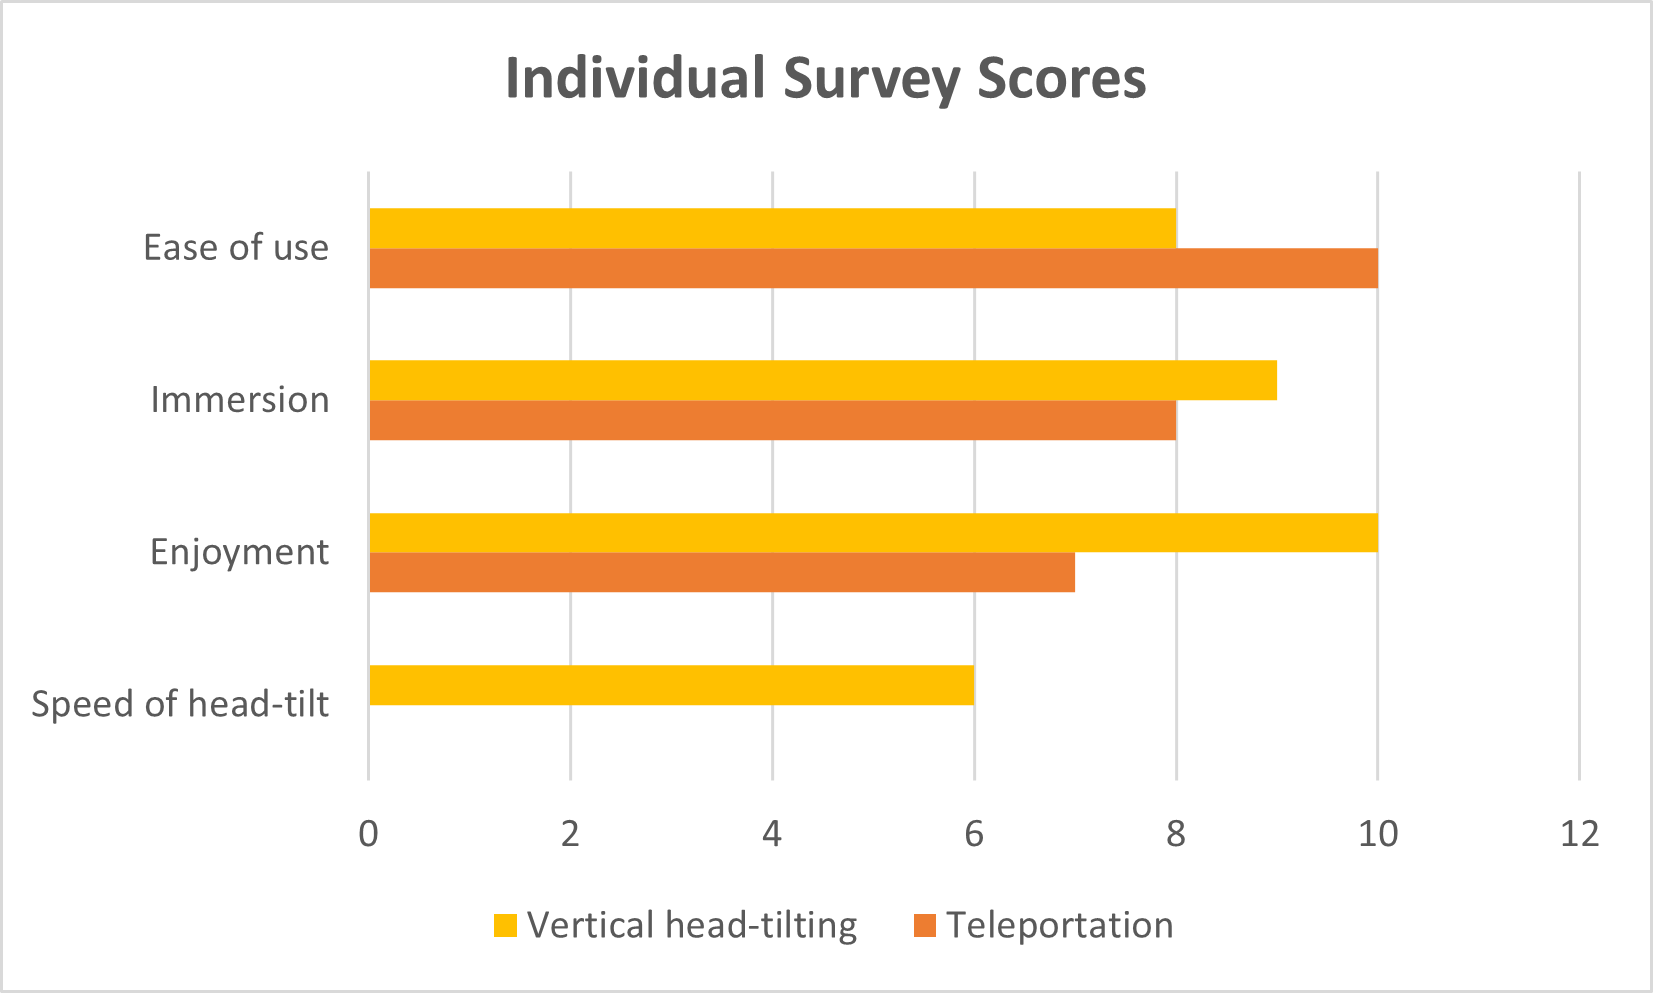 Individual Survey Scores
Ease of use
Immersion
Enjoyment
Speed of head-tilt
0 2 4 6 8 10 12
Vertical head-tilting Teleportation